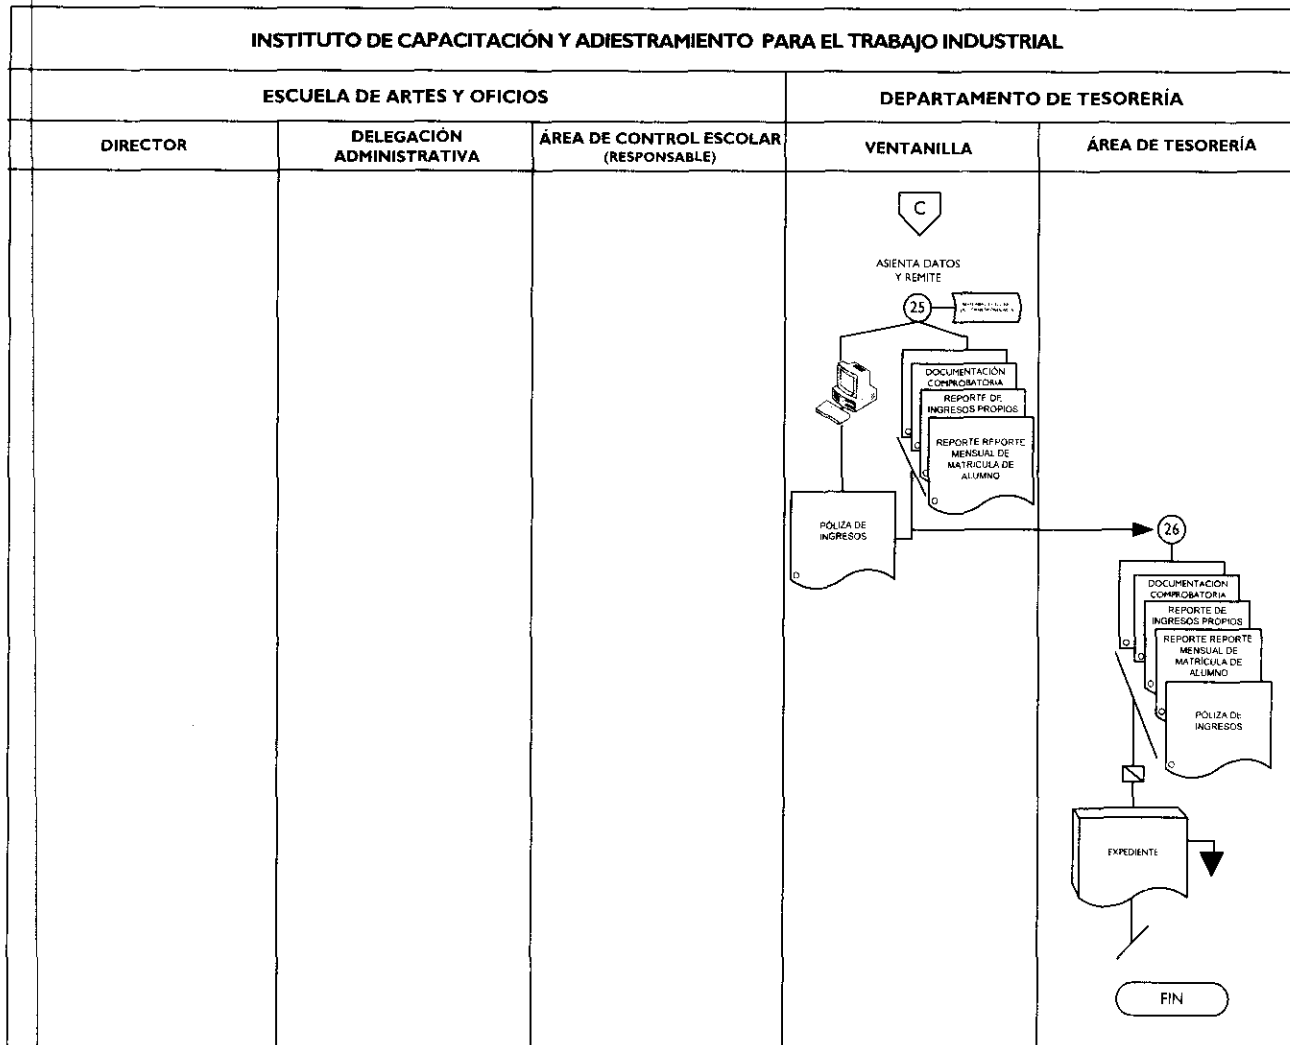 INSTITUTO DE CAPACITACIÓN Y ADIESTRAMIENTO PARA EL TRABAJO INDUSTRIAL
ESCUELA DE ARTES Y OFICIOS
DEPARTAMENTO DE TESORERÍA
DIRECTOR
DELEGACIÓN
ADMINISTRATIVA
ÁREA DE CONTROL ESCOLAR
(RESPONSABLE)
VENTANILLA
ÁREA DE TESORERÍA
C
ASIENTA DATOS
Y REMITE
25
DOCUMENTACIÓN
COMPROBATORIA
REPORTE DE
INGRESOS PROPIOS
REPORTE REPORTE
MENSUAL DE
MATRICULA DE
ALUMNO
PÓLIZA DE
INGRESOS
26
DOCUMENTACIÓN
COMPROBATORIA
REPORTE DE
INGRESOS PROPIOS
REPORTE REPORTE
MENSUAL DE
MATRÍCULA DE
ALUMNO
PÓLIZA DE
INGRESOS
EXPEDIENTE
FIN